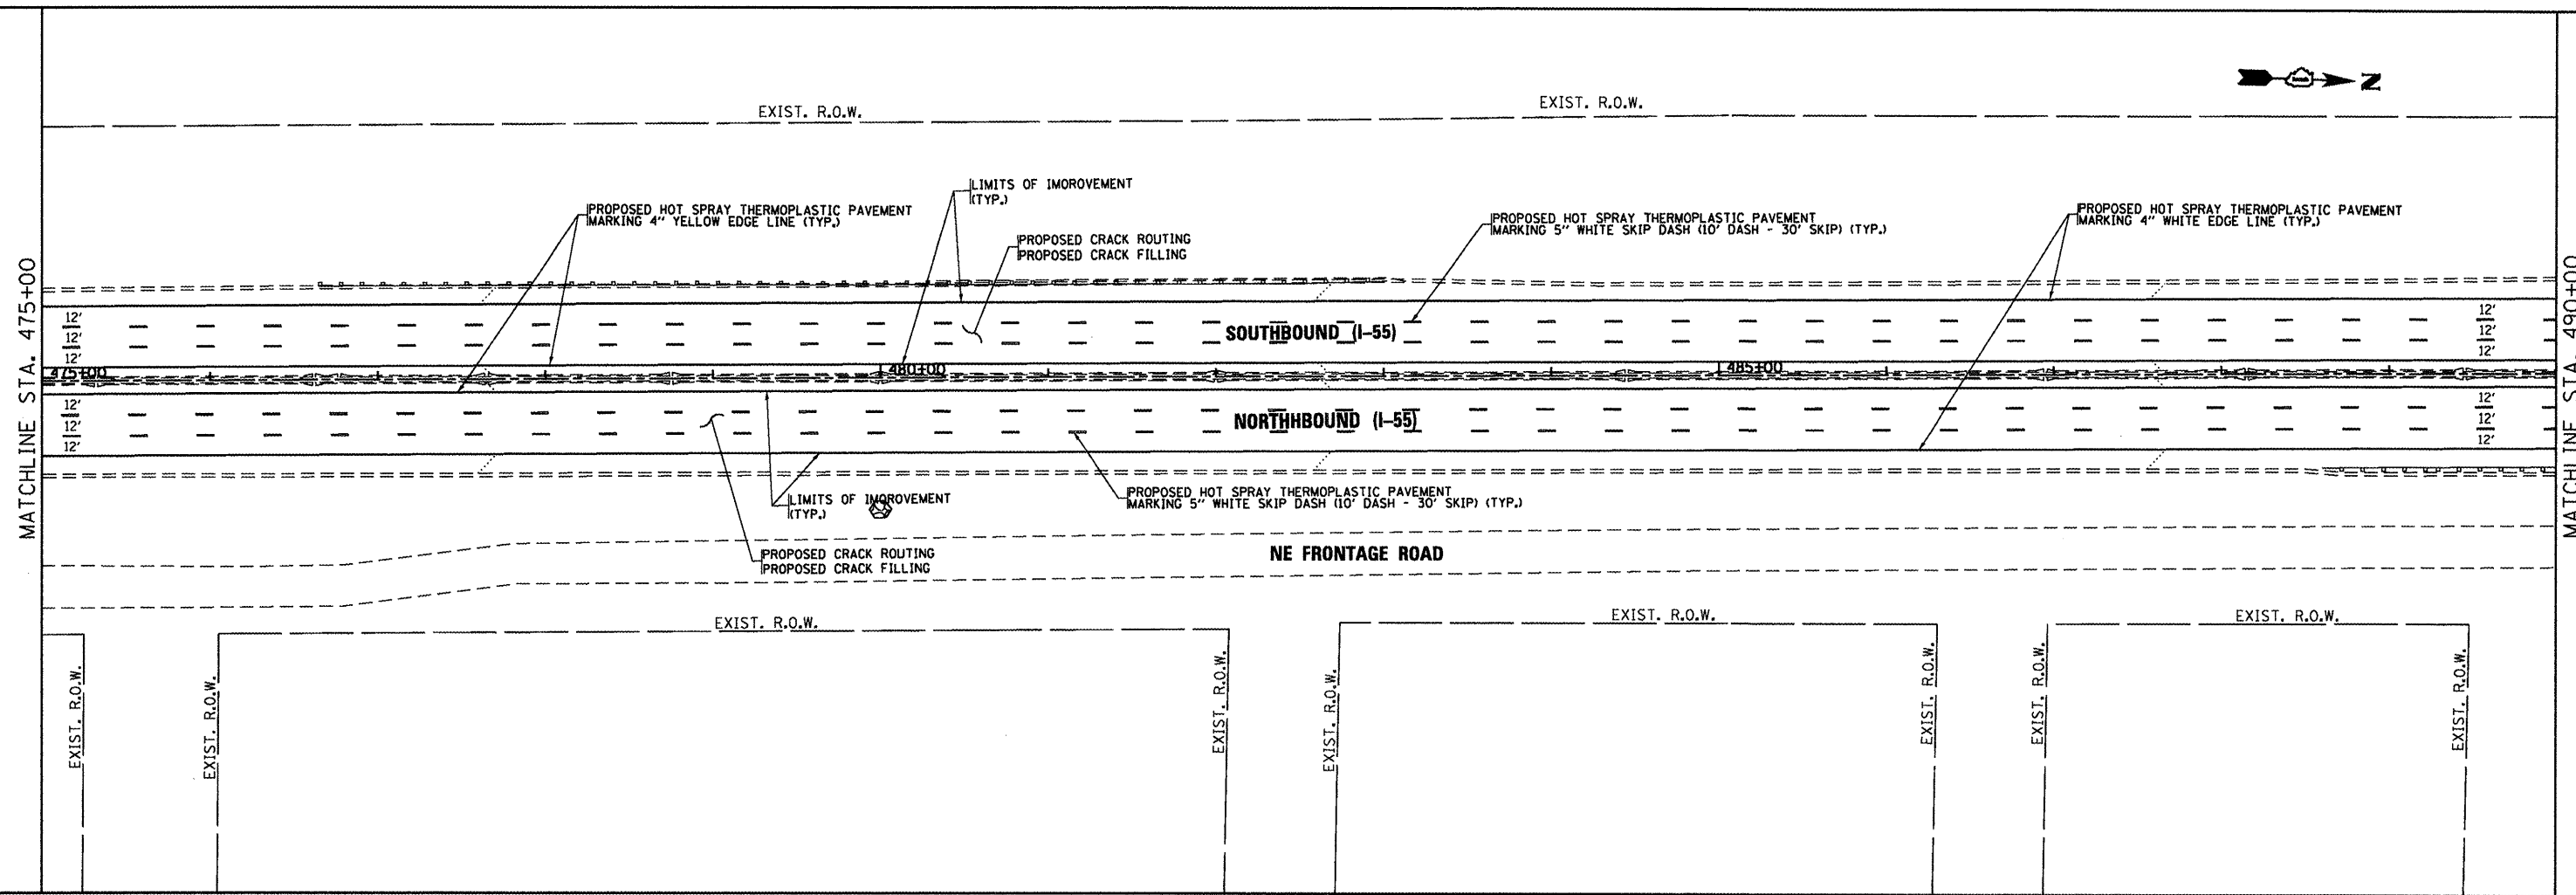 N
EXIST. R.O.W.
EXIST. R.O.W.
LIMITS OF IMOROVEMENT
(TYP.)
PROPOSED HOT SPRAY THERMOPLASTIC PAVEMENT
MARKING 4" YELLOW EDGE LINE (TYP.)
PROPOSED CRACK ROUTING
PROPOSED CRACK FILLING
PROPOSED HOT SPRAY THERMOPLASTIC PAVEMENT
MARKING 5" WHITE SKIP DASH (10' DASH - 30' SKIP) (TYP.)
PROPOSED HOT SPRAY THERMOPLASTIC PAVEMENT
MARKING 4" WHITE EDGE LINE (TYP.)
MATCHLINE STA. 475+00
MATCHLINE STA. 490+00
12'
12'
12'
SOUTHBOUND (I-55)
12'
12'
12'
475+00
480+00
485+00
12'
12'
12'
NORTHHBOUND (I-55)
12'
12'
12'
LIMITS OF IMOROVEMENT
(TYP.)
PROPOSED HOT SPRAY THERMOPLASTIC PAVEMENT
MARKING 5" WHITE SKIP DASH (10' DASH - 30' SKIP) (TYP.)
PROPOSED CRACK ROUTING
PROPOSED CRACK FILLING
NE FRONTAGE ROAD
EXIST. R.O.W.
EXIST. R.O.W.
EXIST. R.O.W.
EXIST. R.O.W.
EXIST. R.O.W.
EXIST. R.O.W.
EXIST. R.O.W.
EXIST. R.O.W.
EXIST. R.O.W.
EXIST. R.O.W.